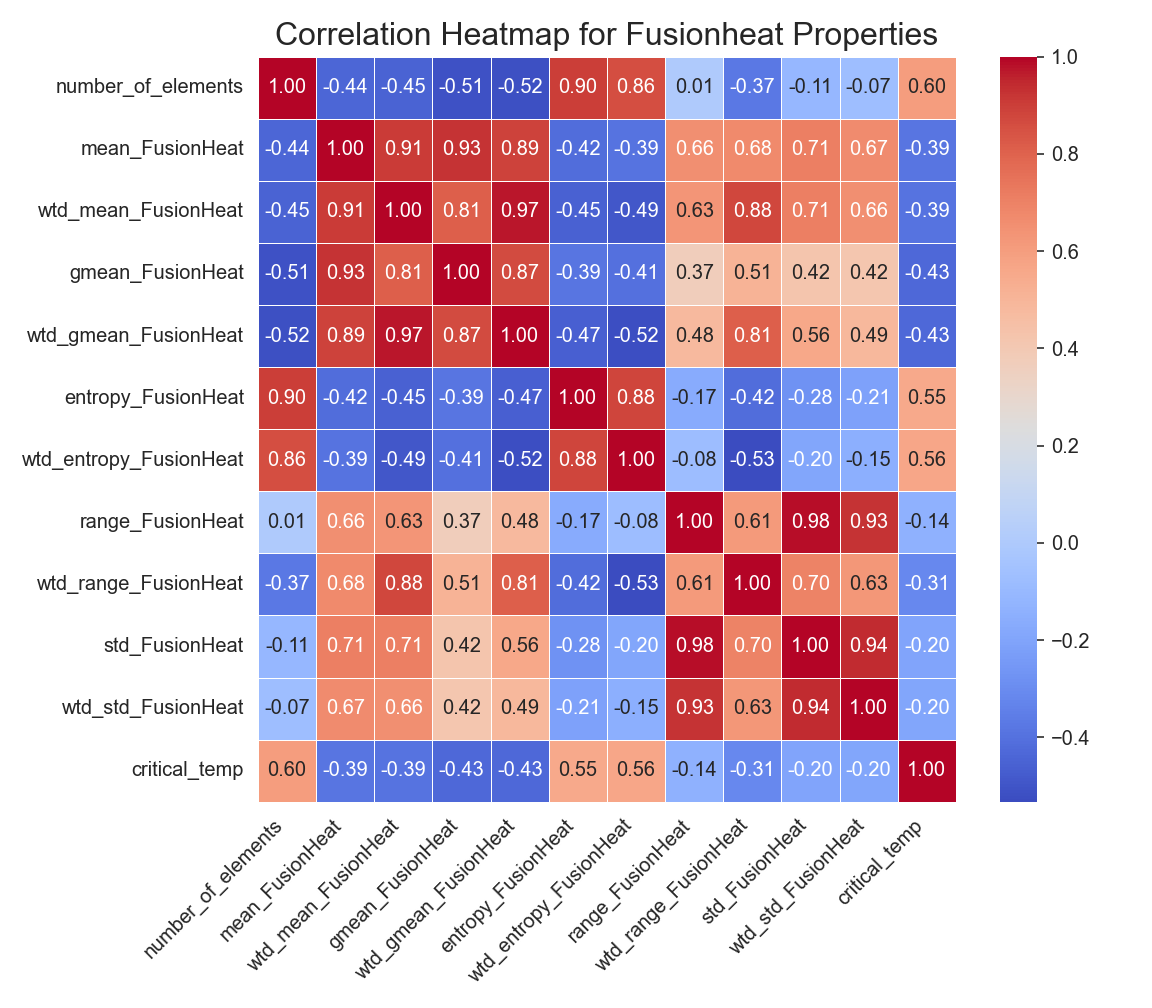 Correlation Heatmap for Fusionheat Properties
number_of_elements 1.00 -0.44 -0.45 -0.51 -0.52 0.90 0.86 0.01 -0.37 -0.11 -0.07 0.60
mean_FusionHeat -0.44 1.00 0.91 0.93 0.89 -0.42 -0.39 0.66 0.68 0.71 0.67 -0.39
wtd_mean_FusionHeat -0.45 0.91 1.00 0.81 0.97 -0.45 -0.49 0.63 0.88 0.71 0.66 -0.39
gmean_FusionHeat -0.51 0.93 0.81 1.00 0.87 -0.39 -0.41 0.37 0.51 0.42 0.42 -0.43
wtd_gmean_FusionHeat -0.52 0.89 0.97 0.87 1.00 -0.47 -0.52 0.48 0.81 0.56 0.49 -0.43
entropy_FusionHeat 0.90 -0.42 -0.45 -0.39 -0.47 1.00 0.88 -0.17 -0.42 -0.28 -0.21 0.55
wtd_entropy_FusionHeat 0.86 -0.39 -0.49 -0.41 -0.52 0.88 1.00 -0.08 -0.53 -0.20 -0.15 0.56
range_FusionHeat 0.01 0.66 0.63 0.37 0.48 -0.17 -0.08 1.00 0.61 0.98 0.93 -0.14
wtd_range_FusionHeat -0.37 0.68 0.88 0.51 0.81 -0.42 -0.53 0.61 1.00 0.70 0.63 -0.31
std_FusionHeat -0.11 0.71 0.71 0.42 0.56 -0.28 -0.20 0.98 0.70 1.00 0.94 -0.20
wtd_std_FusionHeat -0.07 0.67 0.66 0.42 0.49 -0.21 -0.15 0.93 0.63 0.94 1.00 -0.20
critical_temp 0.60 -0.39 -0.39 -0.43 -0.43 0.55 0.56 -0.14 -0.31 -0.20 -0.20 1.00
number_of_elements
mean_FusionHeat
wtd_mean_FusionHeat
gmean_FusionHeat
wtd_gmean_FusionHeat
entropy_FusionHeat
wtd_entropy_FusionHeat
range_FusionHeat
wtd_range_FusionHeat
std_FusionHeat
wtd_std_FusionHeat
critical_temp
1.0
0.8
0.6
0.4
0.2
0.0
−0.2
−0.4